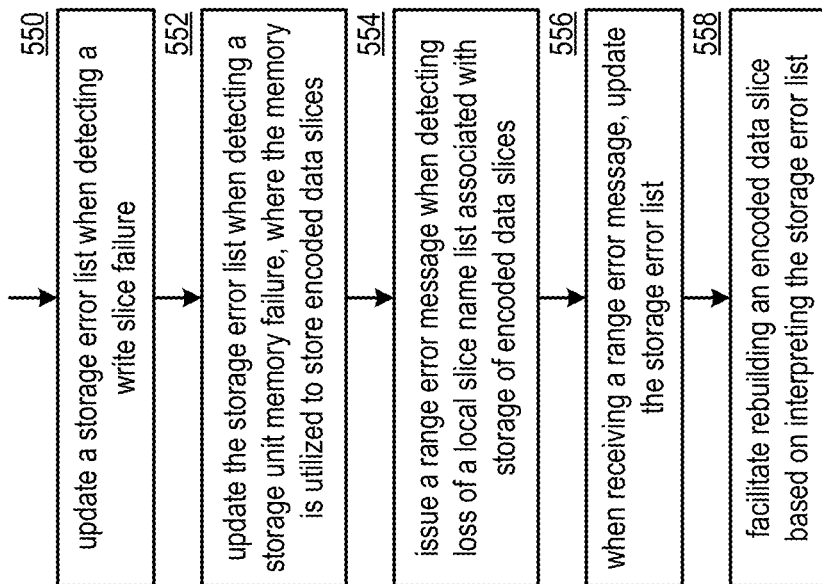 550
update a storage error list when detecting a
write slice failure
552
update the storage error list when detecting a
storage unit memory failure, where the memory
is utilized to store encoded data slices
554
issue a range error message when detecting
loss of a local slice name list associated with
storage of encoded data slices
556
when receiving a range error message, update
the storage error list
558
facilitate rebuilding an encoded data slice
based on interpreting the storage error list